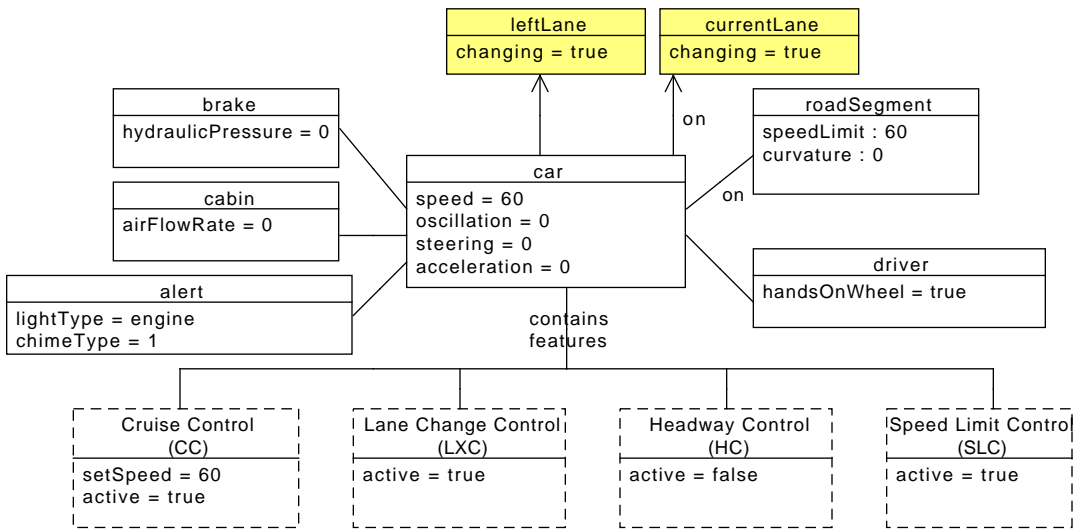 leftLane
changing = true
currentLane
changing = true
brake
hydraulicPressure = 0
on
roadSegment
speedLimit : 60
curvature : 0
car
speed = 60
oscillation = 0
steering = 0
acceleration = 0
on
cabin
airFlowRate = 0
driver
handsOnWheel = true
alert
lightType = engine
chimeType = 1
contains
features
Cruise Control
(CC)
setSpeed = 60
active = true
Lane Change Control
(LXC)
active = true
Headway Control
(HC)
active = false
Speed Limit Control
(SLC)
active = true